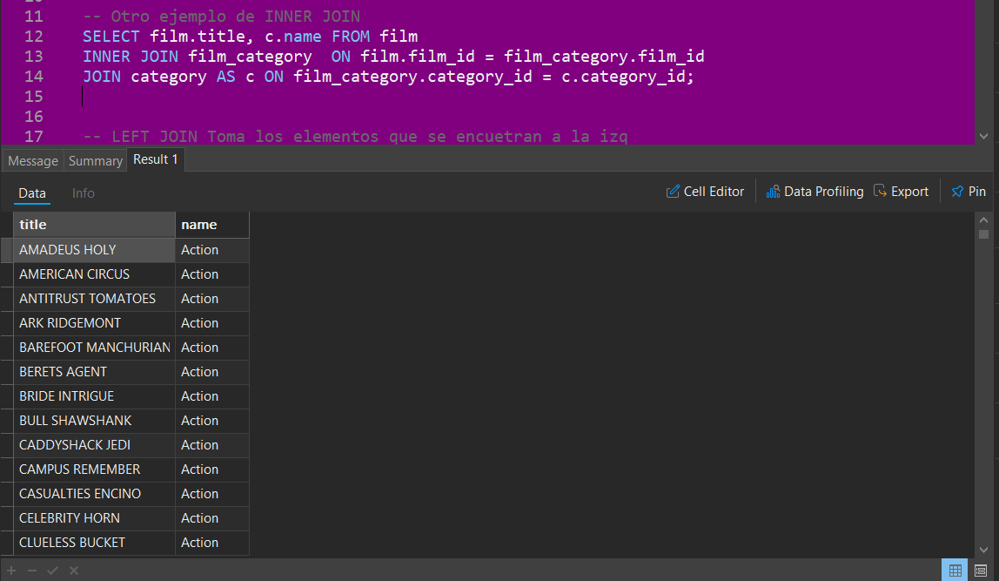 11 -- Otro ejemplo de INNER JOIN
12 SELECT film.title, c.name FROM film
13 INNER JOIN film_category  ON film.film_id = film_category.film_id
14 JOIN category AS c ON film_category.category_id = c.category_id;
15
16
17 -- LEFT JOIN Toma los elementos que se encuetran a la izq
Message Summary Result 1
Data Info Cell Editor Data Profiling Export Pin
title name
AMADEUS HOLY Action
AMERICAN CIRCUS Action
ANTITRUST TOMATOES Action
ARK RIDGEMONT Action
BAREFOOT MANCHURIAN Action
BERETS AGENT Action
BRIDE INTRIGUE Action
BULL SHAWSHANK Action
CADDYSHACK JEDI Action
CAMPUS REMEMBER Action
CASUALTIES ENCINO Action
CELEBRITY HORN Action
CLUELESS BUCKET Action